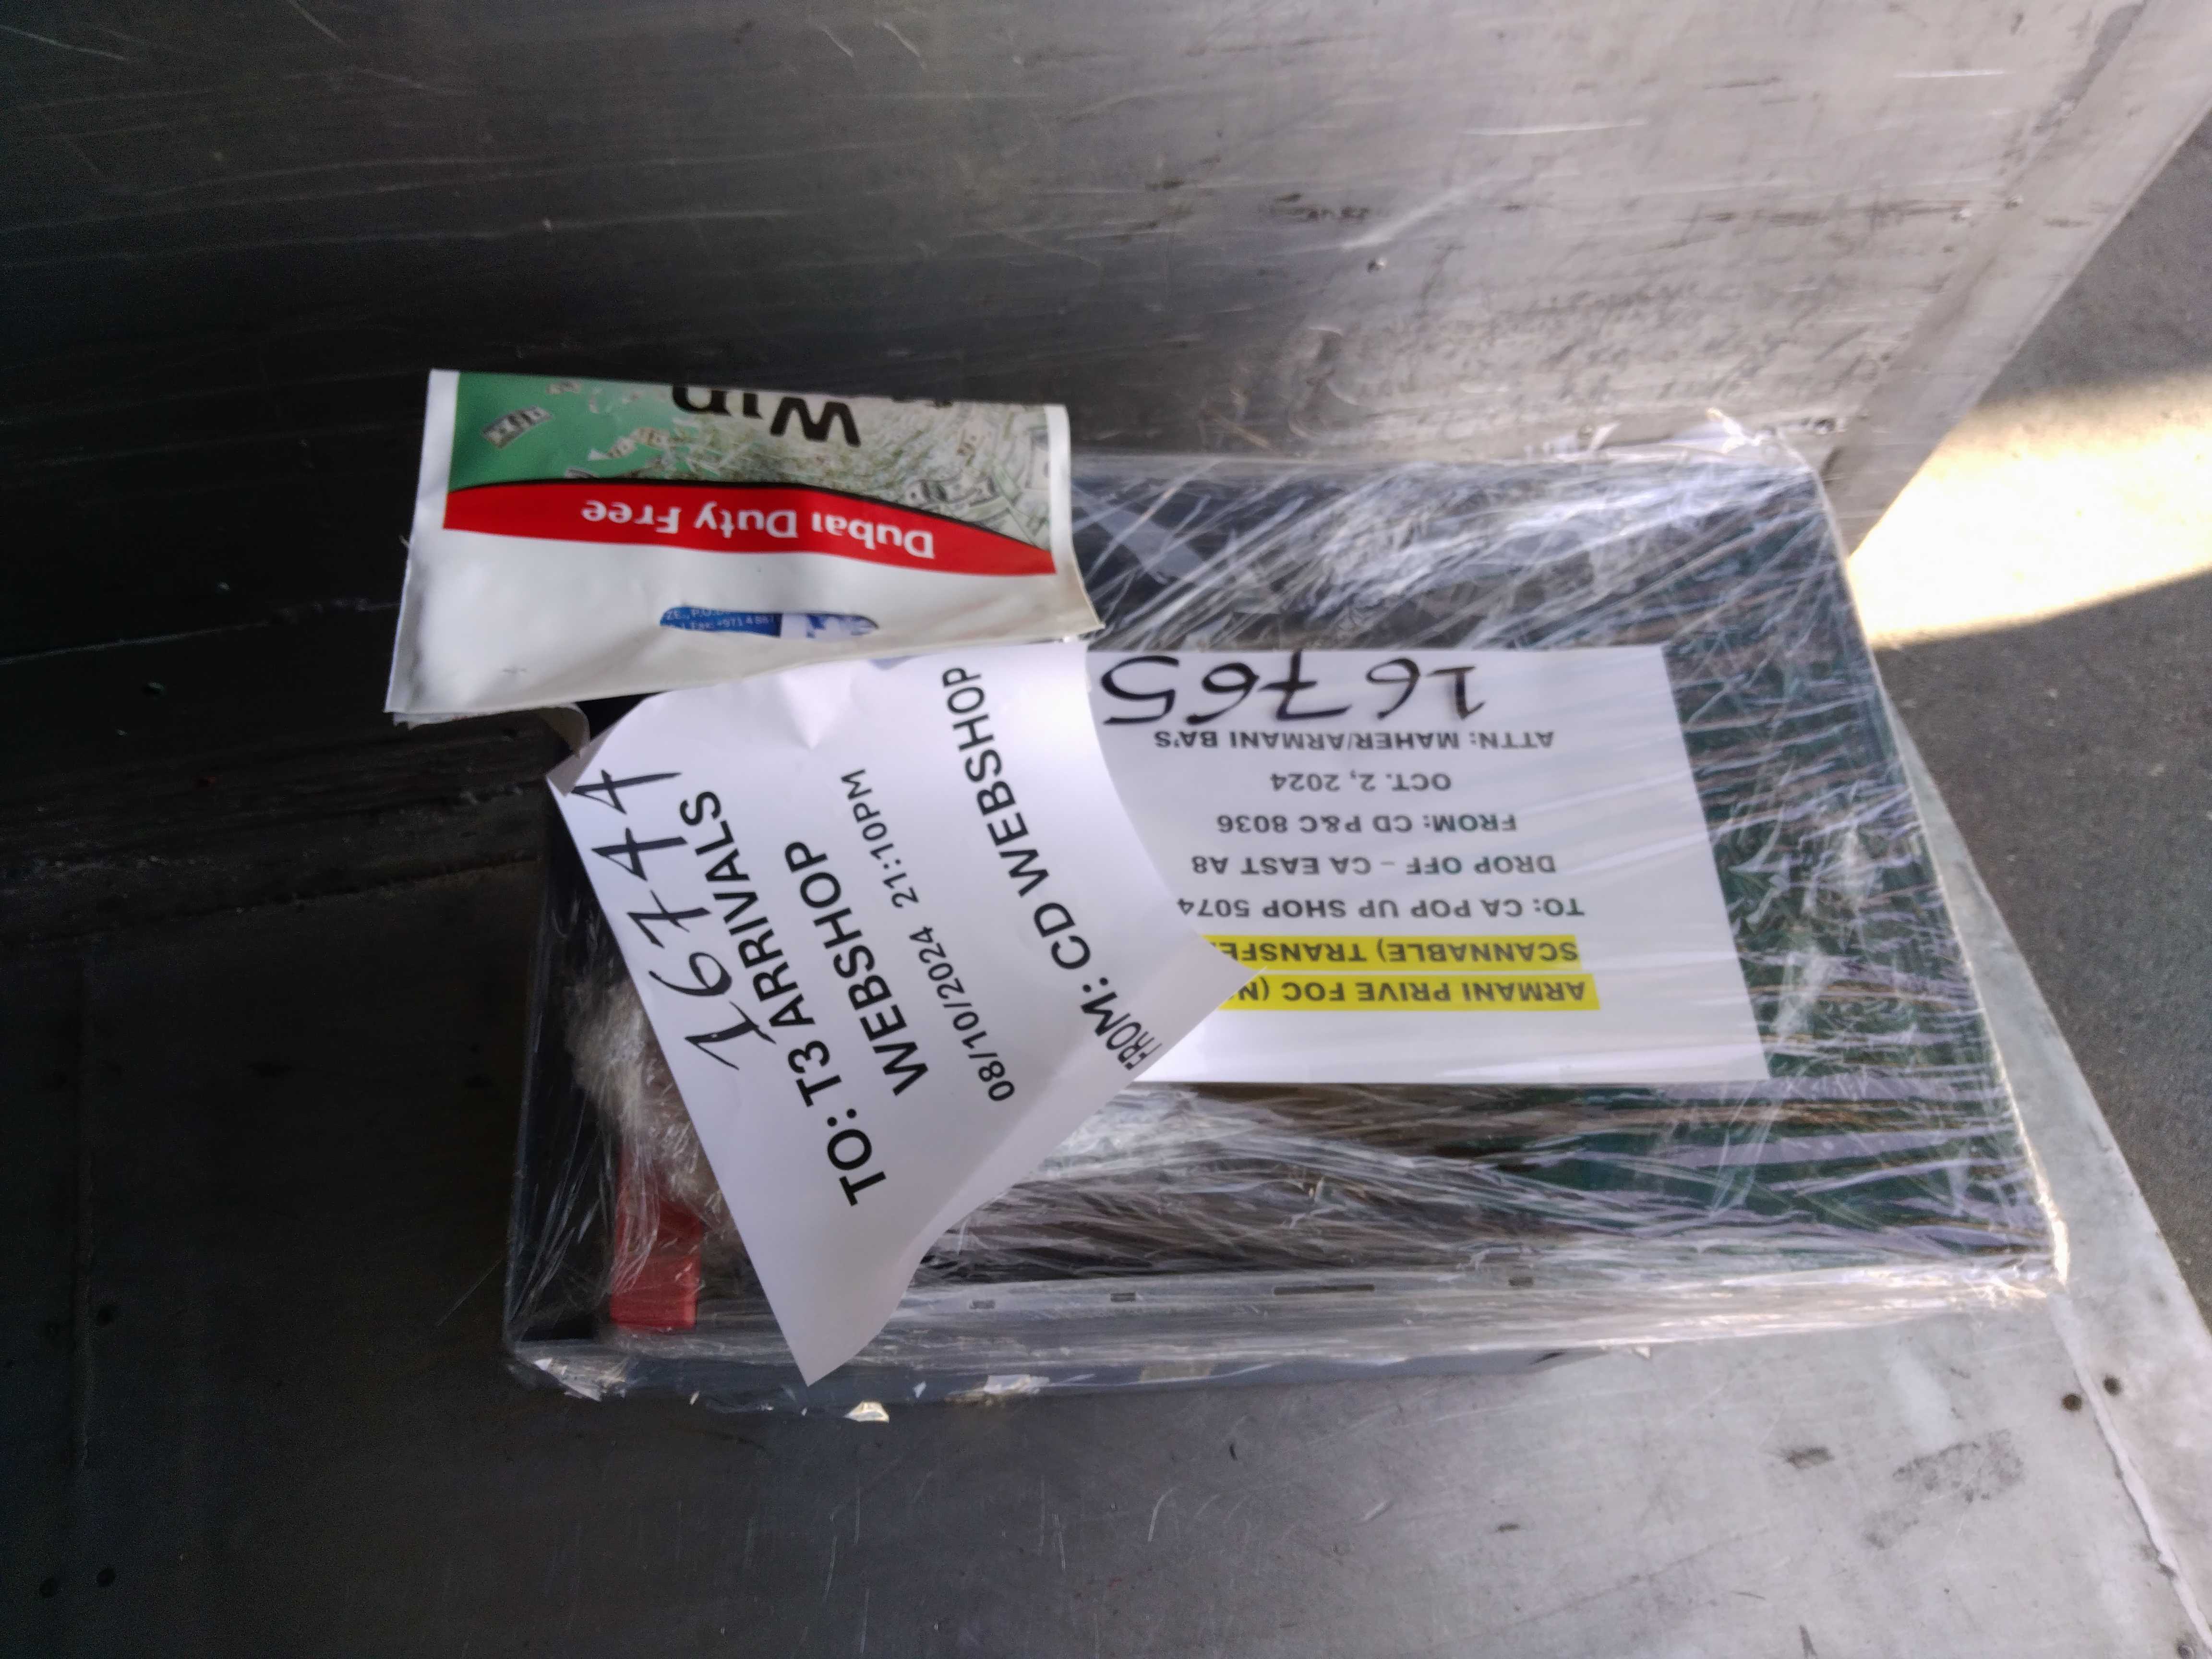 Win
Dubai Duty Free
16744
TO: T3 ARRIVALS
WEBSHOP
08/10/2024 21:10PM
FROM: CD WEBSHOP
ARMANI PRIVE FOC
SCANNABLE)
TO: CA POP UP SHOP 5074
DROP OFF - CA EAST A8
FROM: CD P&C 8036
OCT. 2, 2024
ATTN: MAHER/ARMANI BA'S
16765